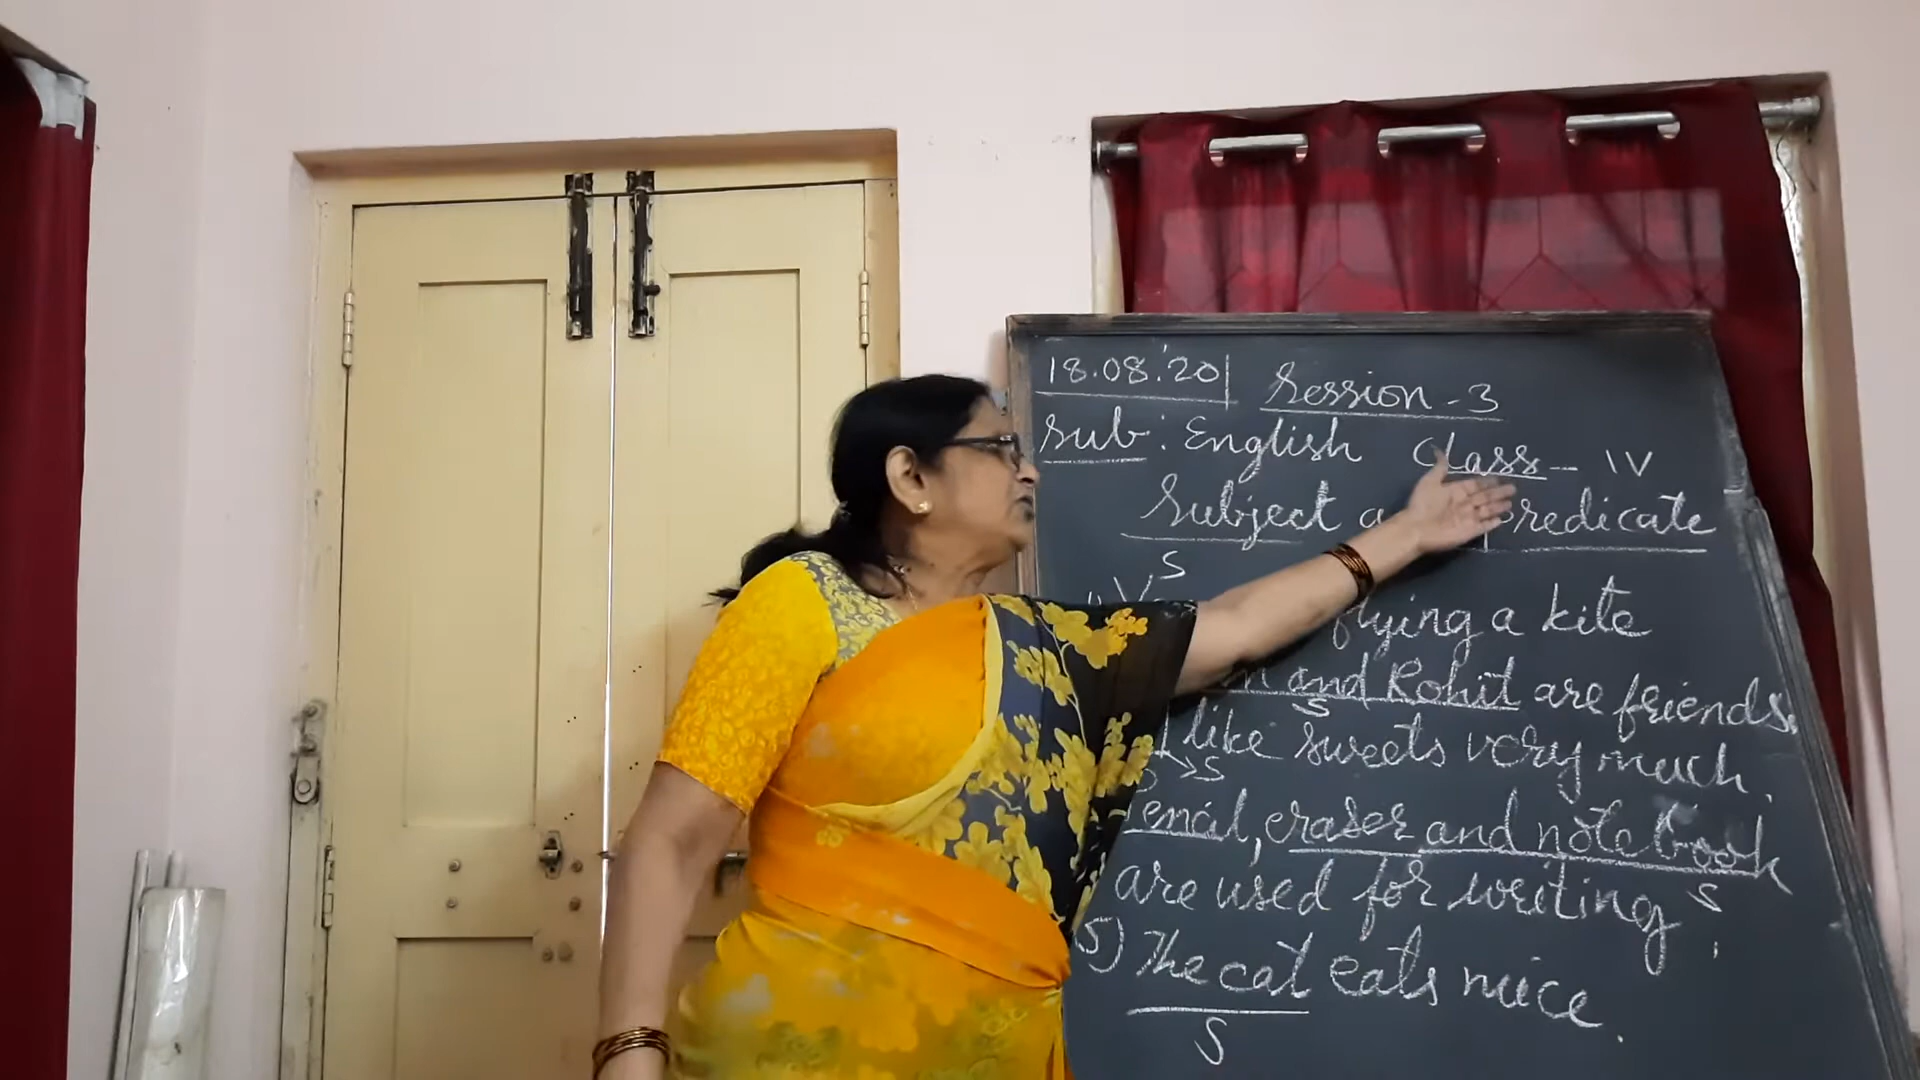 18.08.'20
Session - 3
Sub : English Class - IV
Subject predicate
S
flying a kite
and Rohit are friends.
S
I like sweets very much.
→S
encil, eraser and note book
are used for writing.
S
5) The cat eats mice.
S